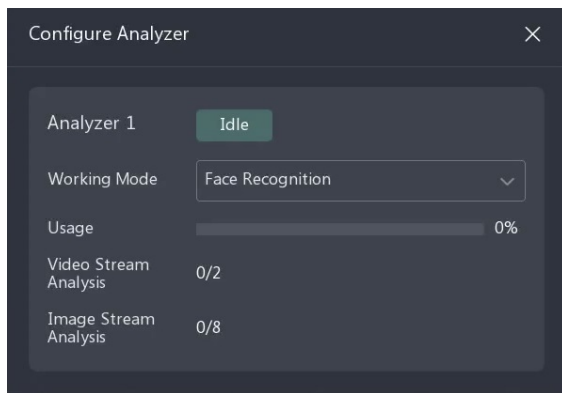 Configure Analyzer
Analyzer 1 Idle
Working Mode Face Recognition
Usage 0%
Video Stream
Analysis 0/2
Image Stream
Analysis 0/8